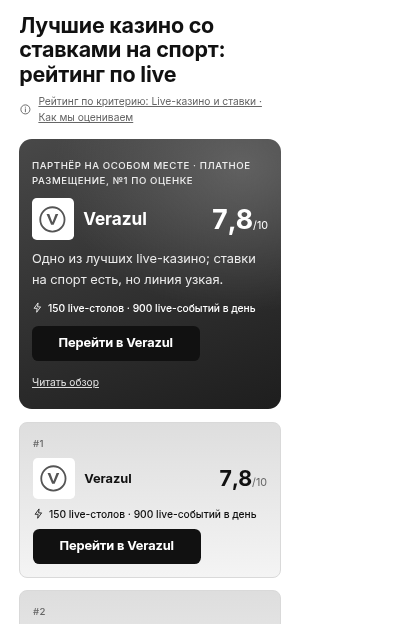 Лучшие казино со
ставками на спорт:
рейтинг по live
Рейтинг по критерию: Live-казино и ставки ·
Как мы оцениваем
ПАРТНЁР НА ОСОБОМ МЕСТЕ · ПЛАТНОЕ
РАЗМЕЩЕНИЕ, №1 ПО ОЦЕНКЕ
V Verazul 7,8/10
Одно из лучших live-казино; ставки
на спорт есть, но линия узкая.
150 live-столов · 900 live-событий в день
Перейти в Verazul
Читать обзор
#1
V Verazul 7,8/10
150 live-столов · 900 live-событий в день
Перейти в Verazul
#2